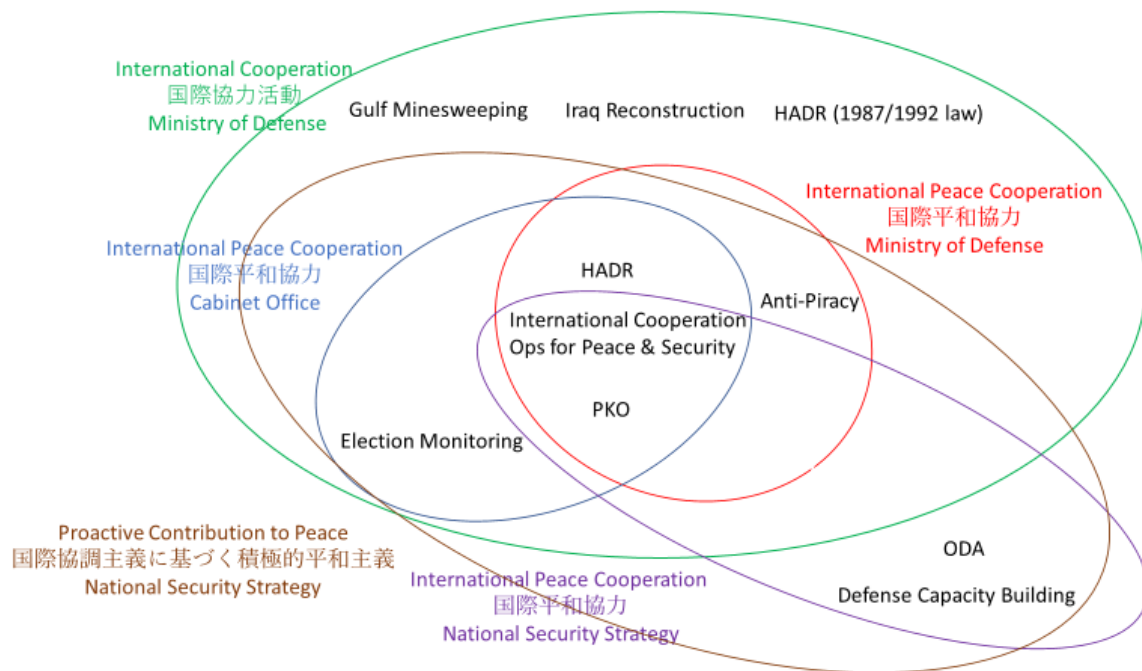 International Cooperation
国際協力活動
Ministry of Defense
Gulf Minesweeping
Iraq Reconstruction
HADR (1987/1992 law)
International Peace Cooperation
国際平和協力
Ministry of Defense
International Peace Cooperation
国際平和協力
Cabinet Office
HADR
Anti-Piracy
International Cooperation
Ops for Peace & Security
PKO
Election Monitoring
Proactive Contribution to Peace
国際協調主義に基づく積極的平和主義
National Security Strategy
International Peace Cooperation
国際平和協力
National Security Strategy
ODA
Defense Capacity Building